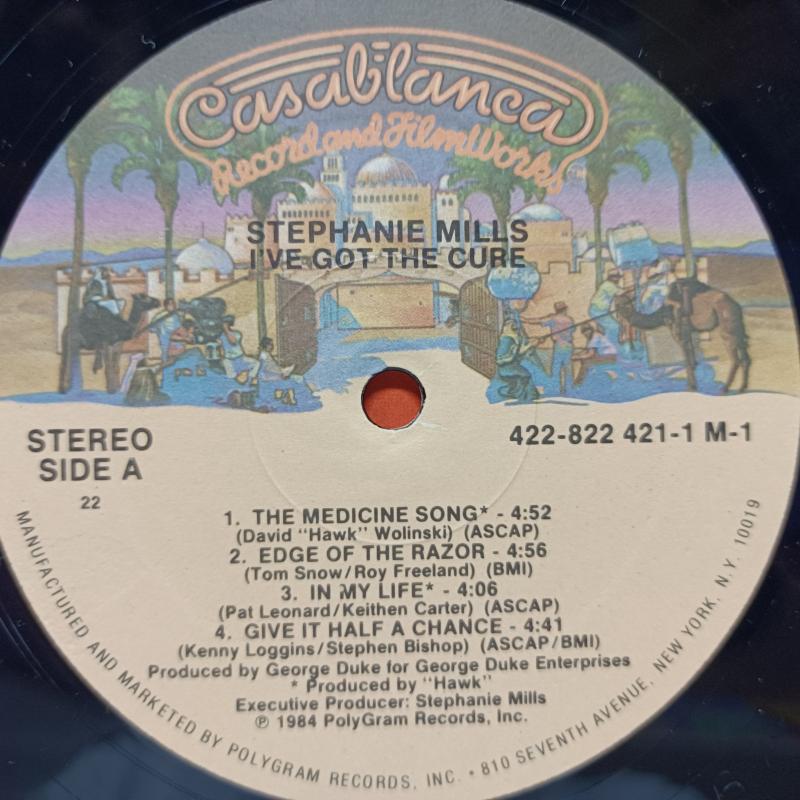 Casablanca
Record and FilmWorks
STEPHANIE MILLS
I'VE GOT THE CURE
STEREO
SIDE A
22
422-822 421-1 M-1
1. THE MEDICINE SONG* - 4:52
(David "Hawk" Wolinski) (ASCAP)
2. EDGE OF THE RAZOR - 4:56
(Tom Snow/Roy Freeland) (BMI)
3. IN MY LIFE* - 4:06
(Pat Leonard/Keithen Carter) (ASCAP)
4. GIVE IT HALF A CHANCE - 4:41
(Kenny Loggins/Stephen Bishop) (ASCAP/BMI)
Produced by George Duke for George Duke Enterprises
* Produced by "Hawk"
Executive Producer: Stephanie Mills
℗ 1984 PolyGram Records, Inc.
MANUFACTURED AND MARKETED BY POLYGRAM RECORDS, INC. • 810 SEVENTH AVENUE, NEW YORK, N.Y. 10019